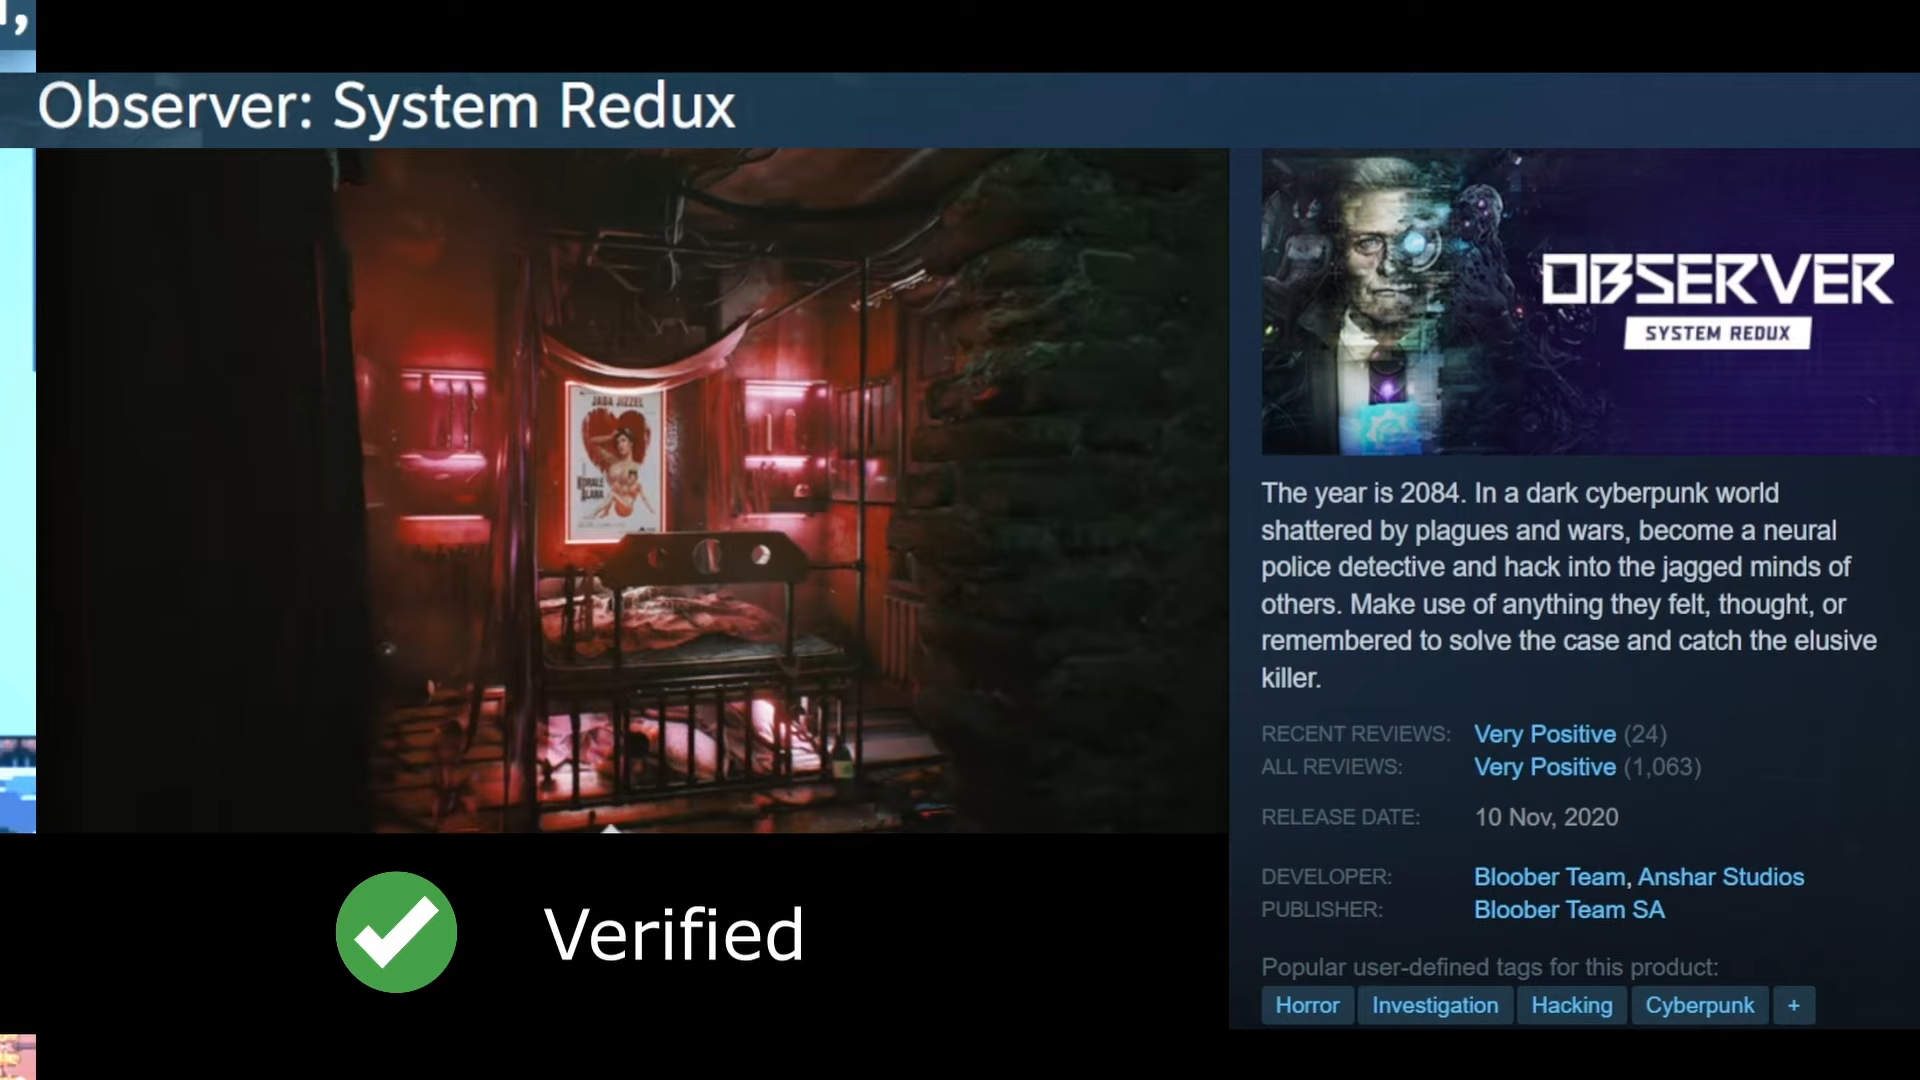 Observer: System Redux
JABA JIZZEL
KORALE
ALARA
OBSERVER
SYSTEM REDUX
The year is 2084. In a dark cyberpunk world
shattered by plagues and wars, become a neural
police detective and hack into the jagged minds of
others. Make use of anything they felt, thought, or
remembered to solve the case and catch the elusive
killer.
RECENT REVIEWS: Very Positive (24)
ALL REVIEWS: Very Positive (1,063)
RELEASE DATE: 10 Nov, 2020
DEVELOPER: Bloober Team, Anshar Studios
PUBLISHER: Bloober Team SA
Popular user-defined tags for this product:
Horror Investigation Hacking Cyberpunk +
Verified